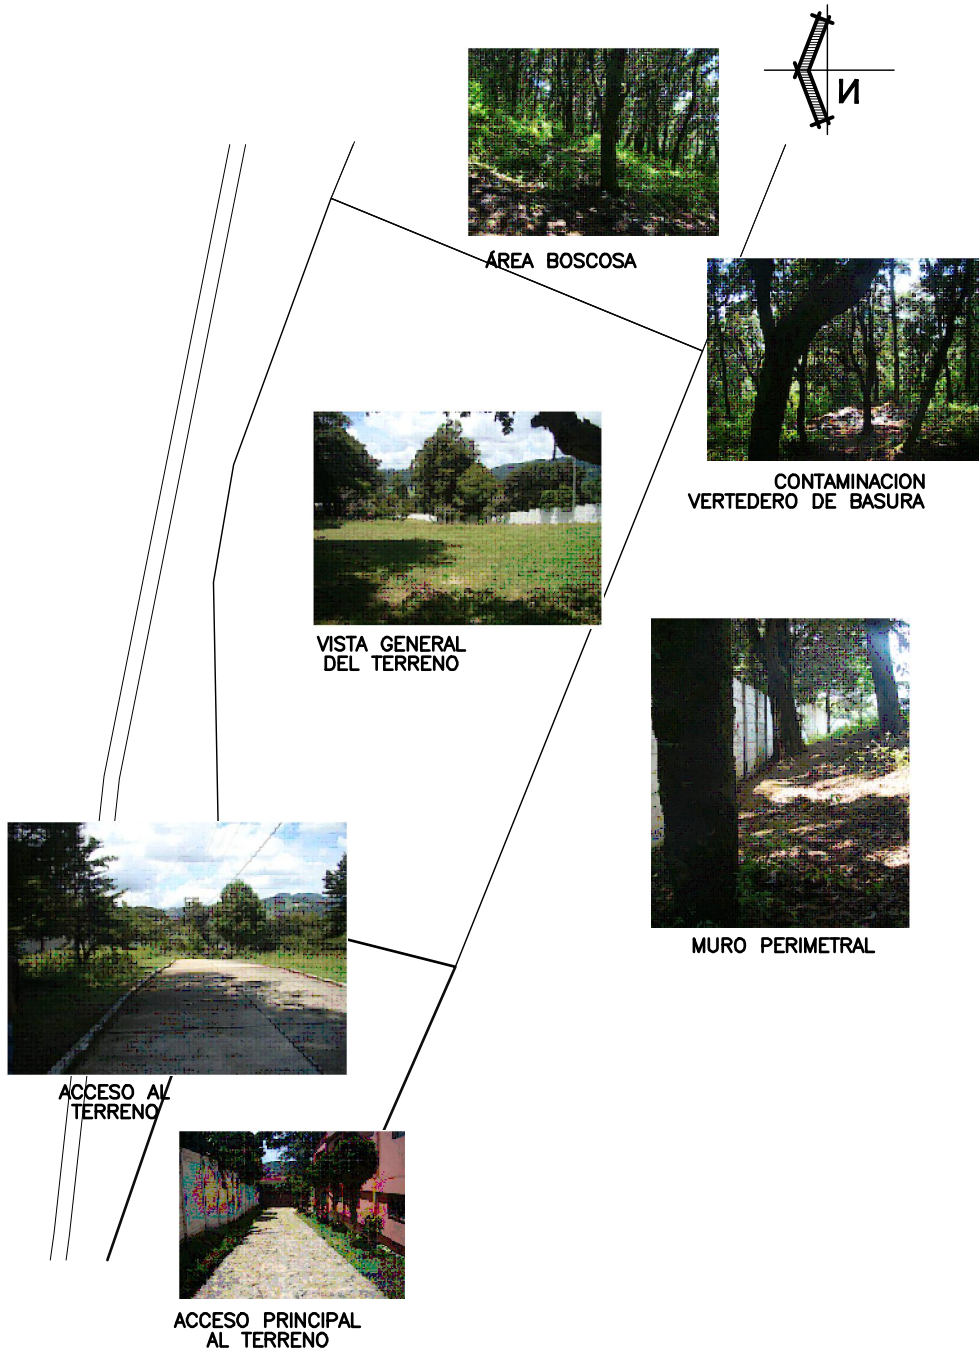 N
ÁREA BOSCOSA
CONTAMINACION
VERTEDERO DE BASURA
VISTA GENERAL
DEL TERRENO
MURO PERIMETRAL
ACCESO AL
TERRENO
ACCESO PRINCIPAL
AL TERRENO